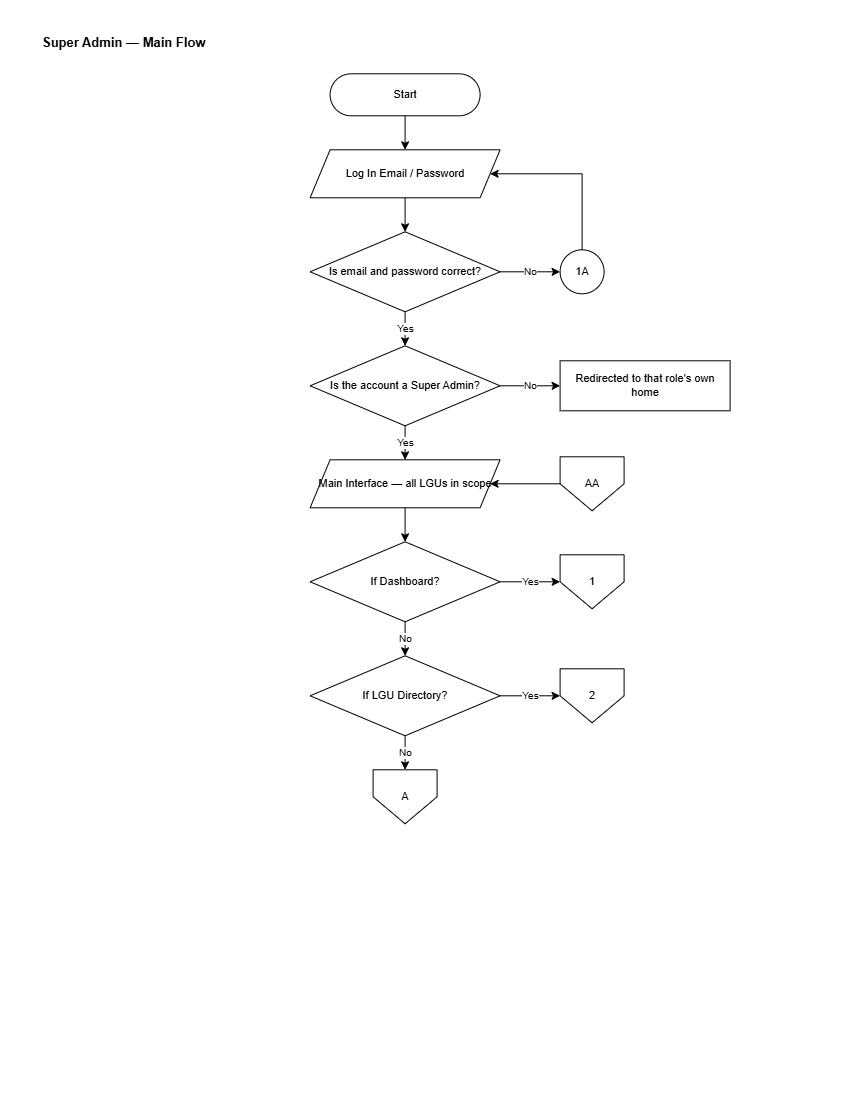 Super Admin — Main Flow
Start
Log In Email / Password
Is email and password correct?
No
1A
Yes
Is the account a Super Admin?
No
Redirected to that role's own
home
Yes
Main Interface — all LGUs in scope
AA
If Dashboard?
Yes
1
No
If LGU Directory?
Yes
2
No
A